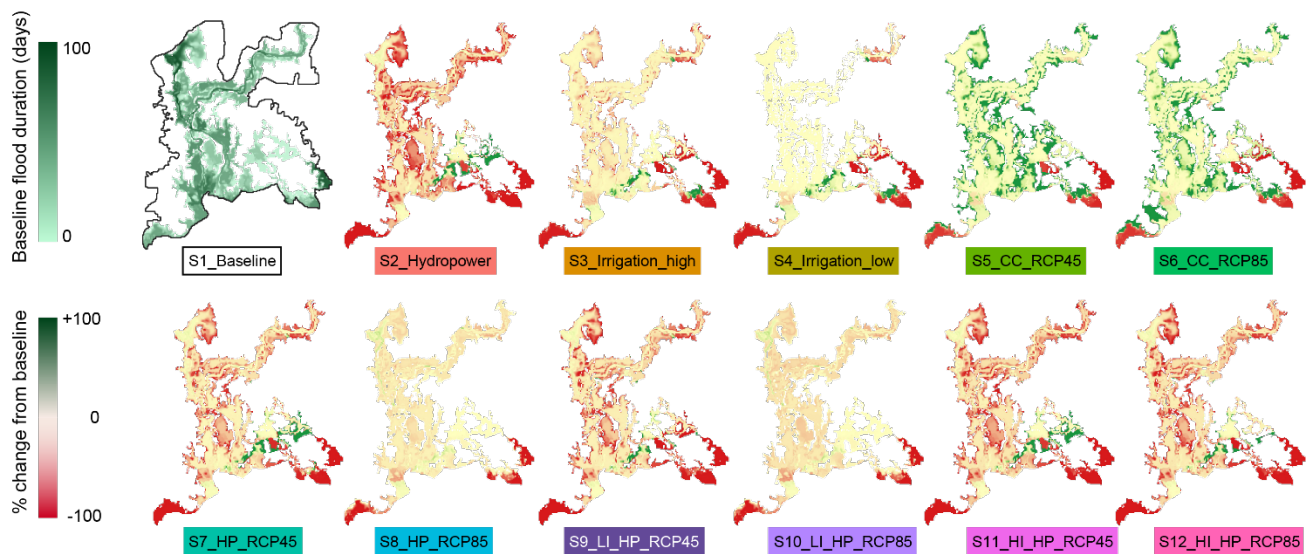 Baseline flood duration (days)
100
0
S1_Baseline
S2_Hydropower
S3_Irrigation_high
S4_Irrigation_low
S5_CC_RCP45
S6_CC_RCP85
% change from baseline
+100
0
-100
S7_HP_RCP45
S8_HP_RCP85
S9_LI_HP_RCP45
S10_LI_HP_RCP85
S11_HI_HP_RCP45
S12_HI_HP_RCP85